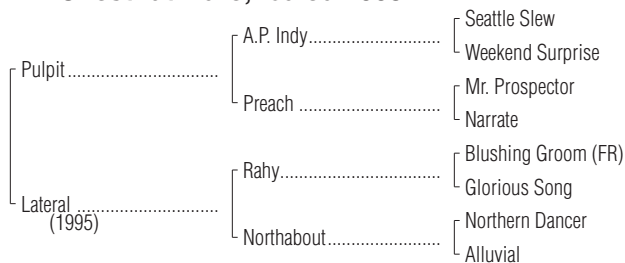 Seattle Slew
A.P. Indy
Weekend Surprise
Pulpit
Mr. Prospector
Preach
Narrate
Blushing Groom (FR)
Rahy
Glorious Song
Lateral
(1995)
Northern Dancer
Northabout
Alluvial